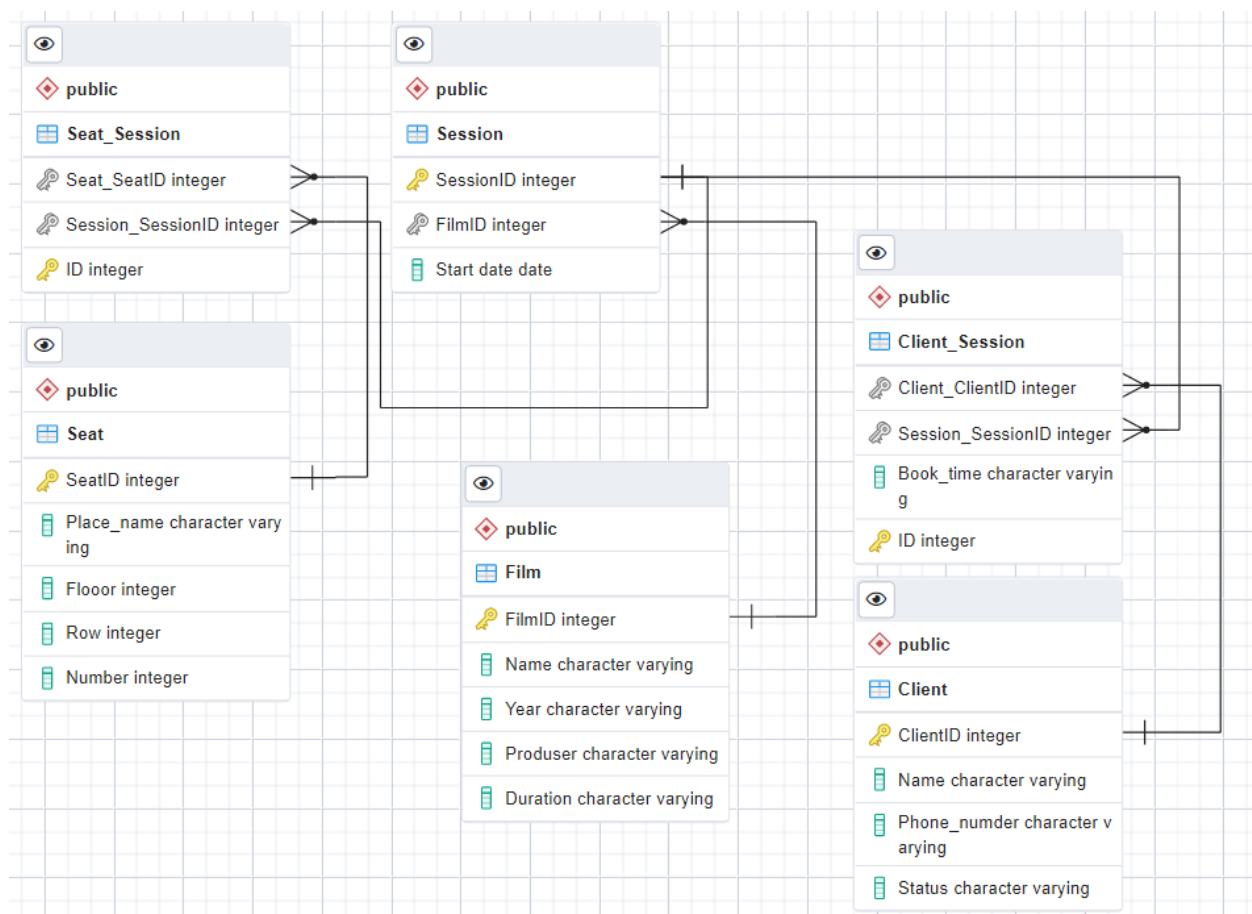 public
Seat_Session
Seat_SeatID integer
Session_SessionID integer
ID integer
public
Session
SessionID integer
FilmID integer
Start date date
public
Seat
SeatID integer
Place_name character vary
ing
Flooor integer
Row integer
Number integer
public
Film
FilmID integer
Name character varying
Year character varying
Produser character varying
Duration character varying
public
Client_Session
Client_ClientID integer
Session_SessionID integer
Book_time character varyin
g
ID integer
public
Client
ClientID integer
Name character varying
Phone_numder character v
arying
Status character varying